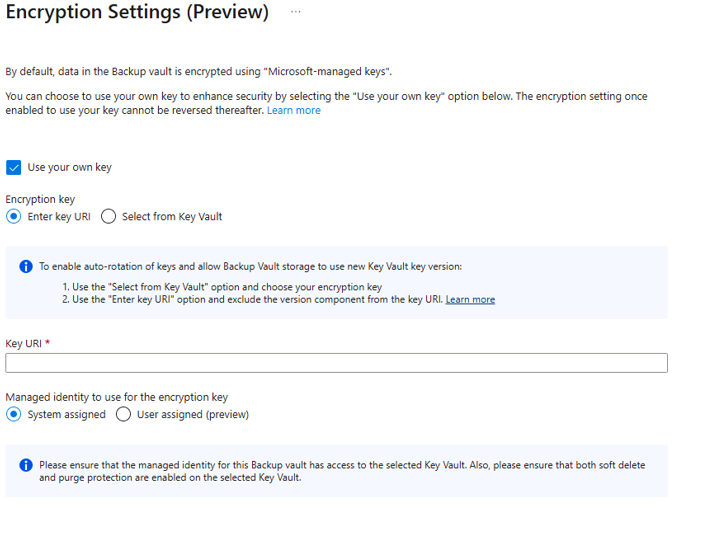 Encryption Settings (Preview) ...
By default, data in the Backup vault is encrypted using "Microsoft-managed keys".
You can choose to use your own key to enhance security by selecting the "Use your own key" option below. The encryption setting once
enabled to use your key cannot be reversed thereafter. Learn more
Use your own key
Encryption key
Enter key URI Select from Key Vault
To enable auto-rotation of keys and allow Backup Vault storage to use new Key Vault key version:
1. Use the "Select from Key Vault" option and choose your encryption key
2. Use the "Enter key URI" option and exclude the version component from the key URI. Learn more
Key URI *
Managed identity to use for the encryption key
System assigned User assigned (preview)
Please ensure that the managed identity for this Backup vault has access to the selected Key Vault. Also, please ensure that both soft delete
and purge protection are enabled on the selected Key Vault.